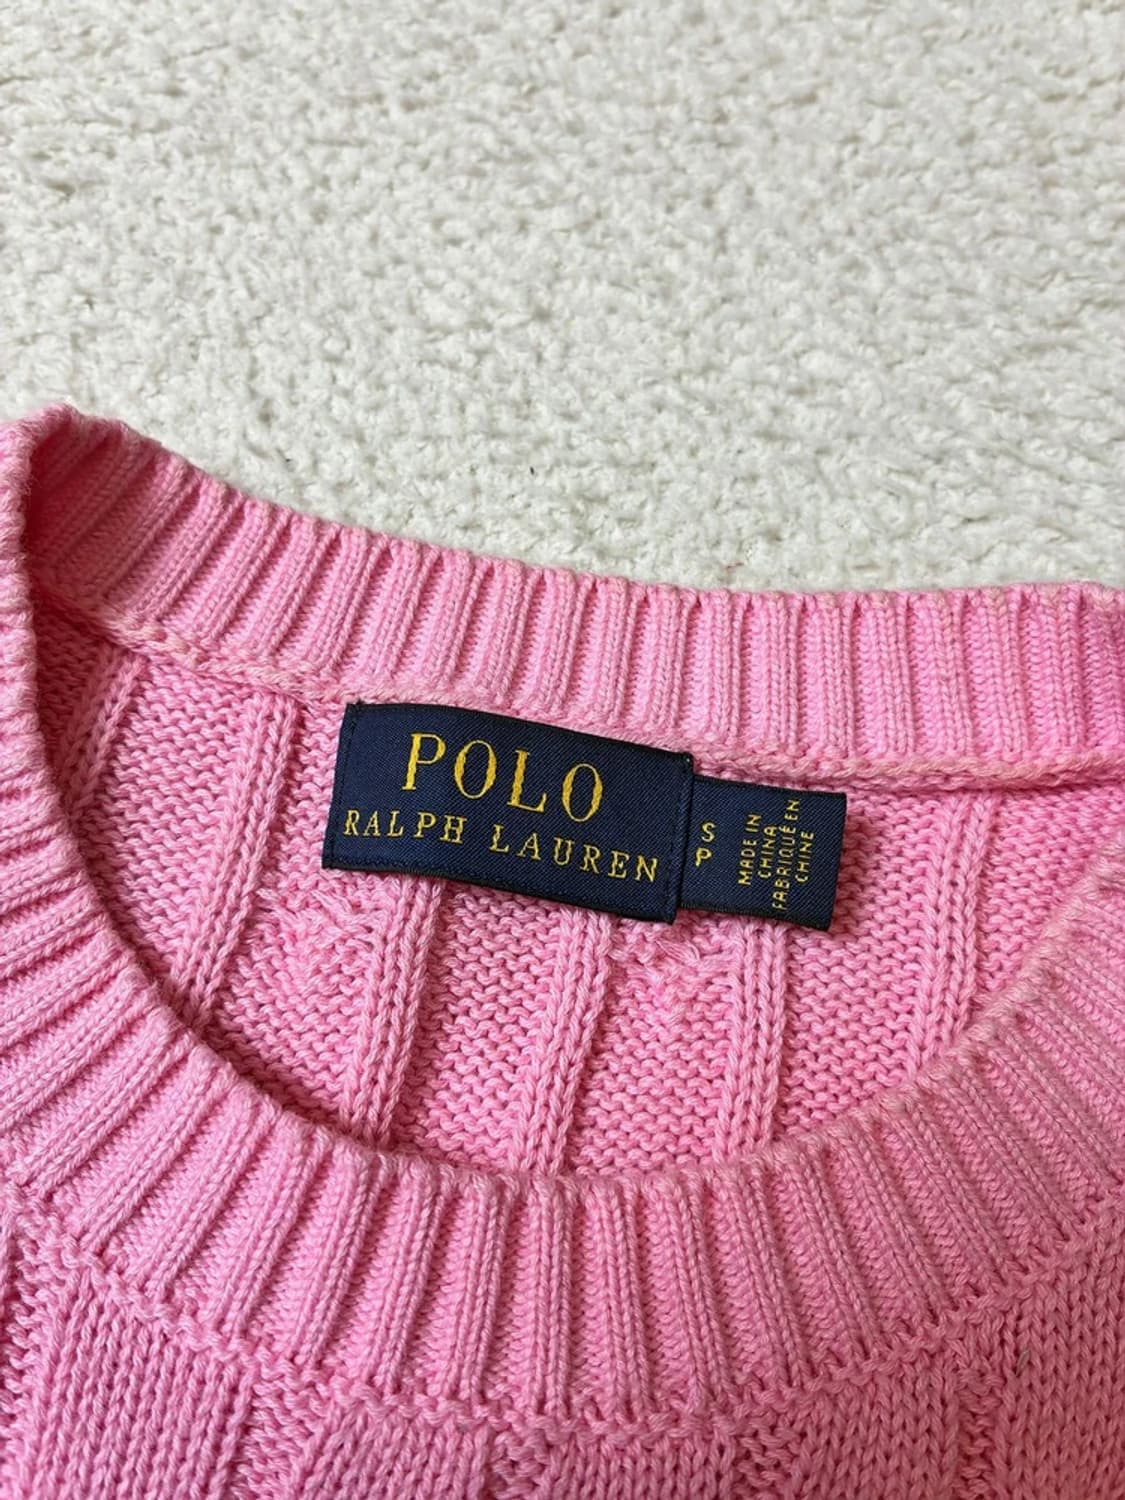 POLO
RALPH LAUREN
S
P
MADE IN
CHINA
FABRIQUÉ EN
CHINE